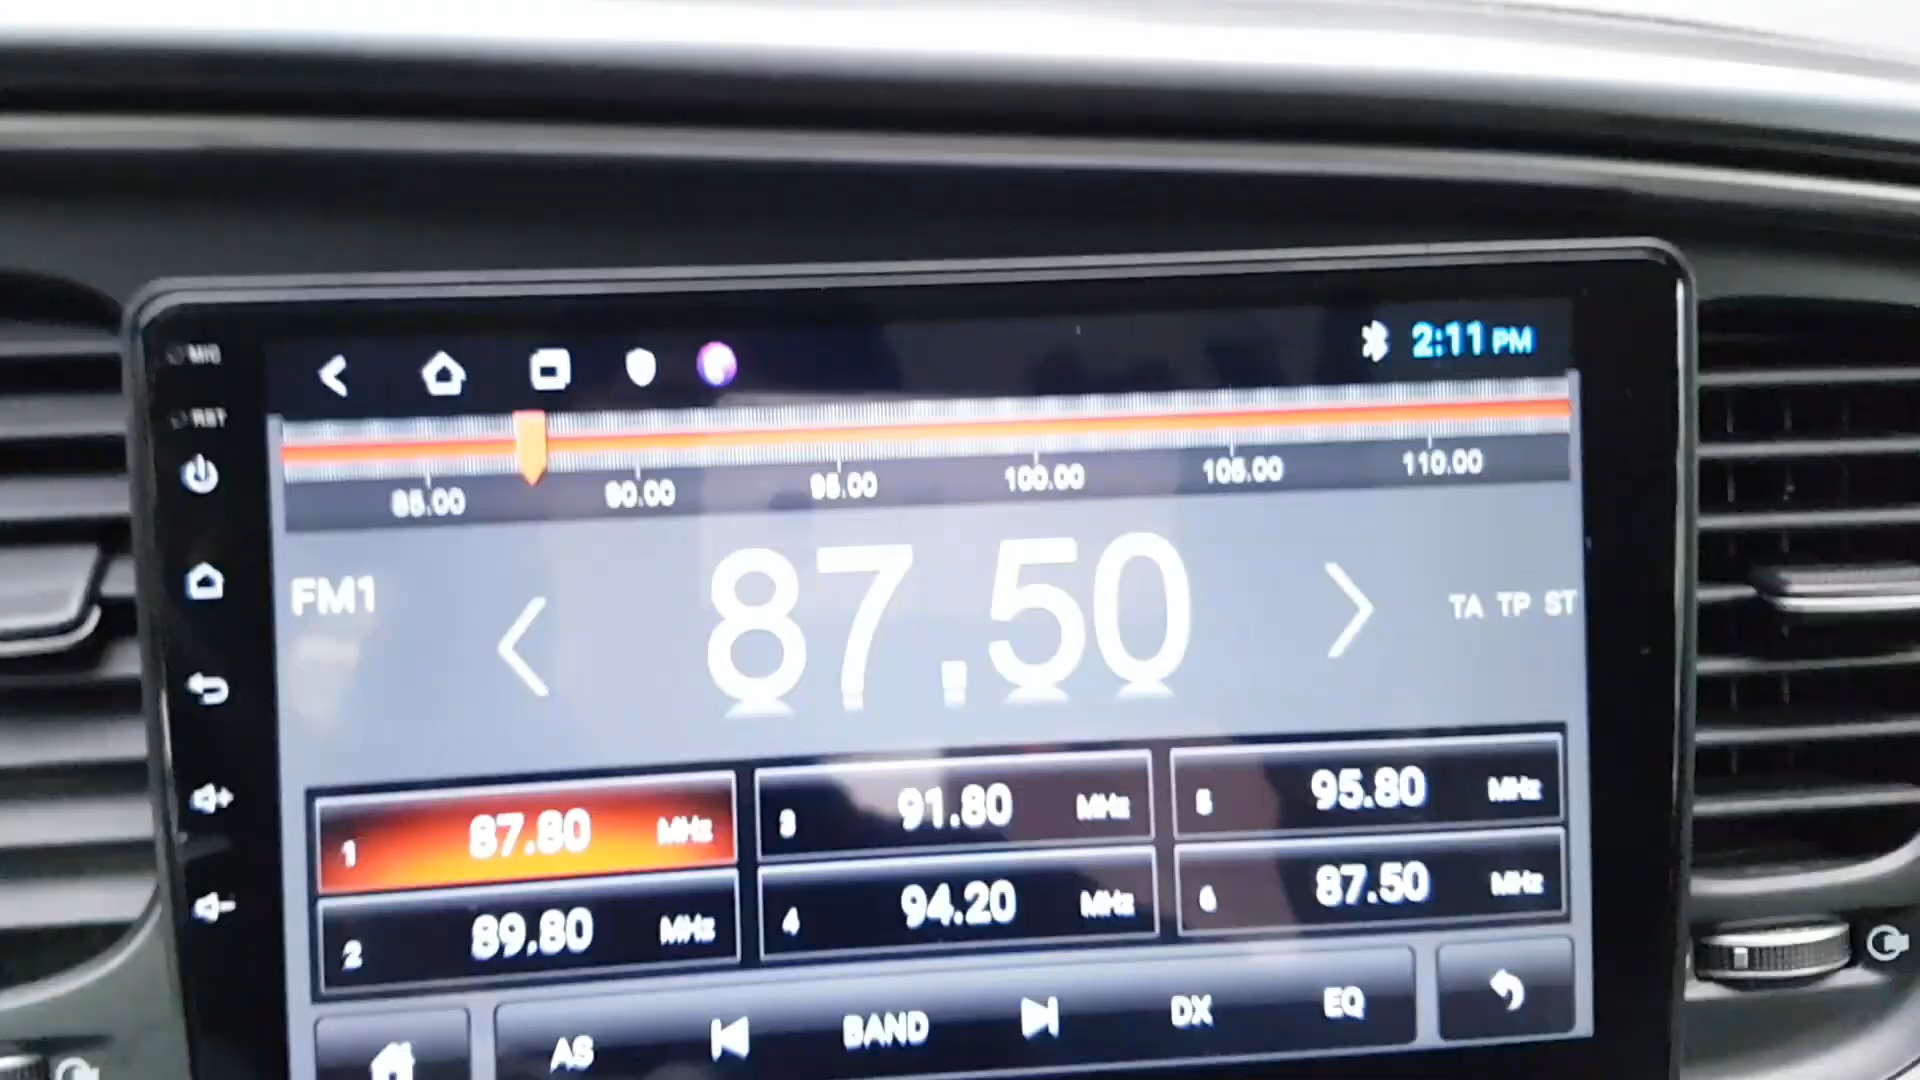 MIC
2:11 PM
RST
85.00 90.00 95.00 100.00 105.00 110.00
FM1
87.50
TA TP ST
1 87.80 MHz
3 91.80 MHz
5 95.80 MHz
2 89.80 MHz
4 94.20 MHz
6 87.50 MHz
AS BAND DX EQ